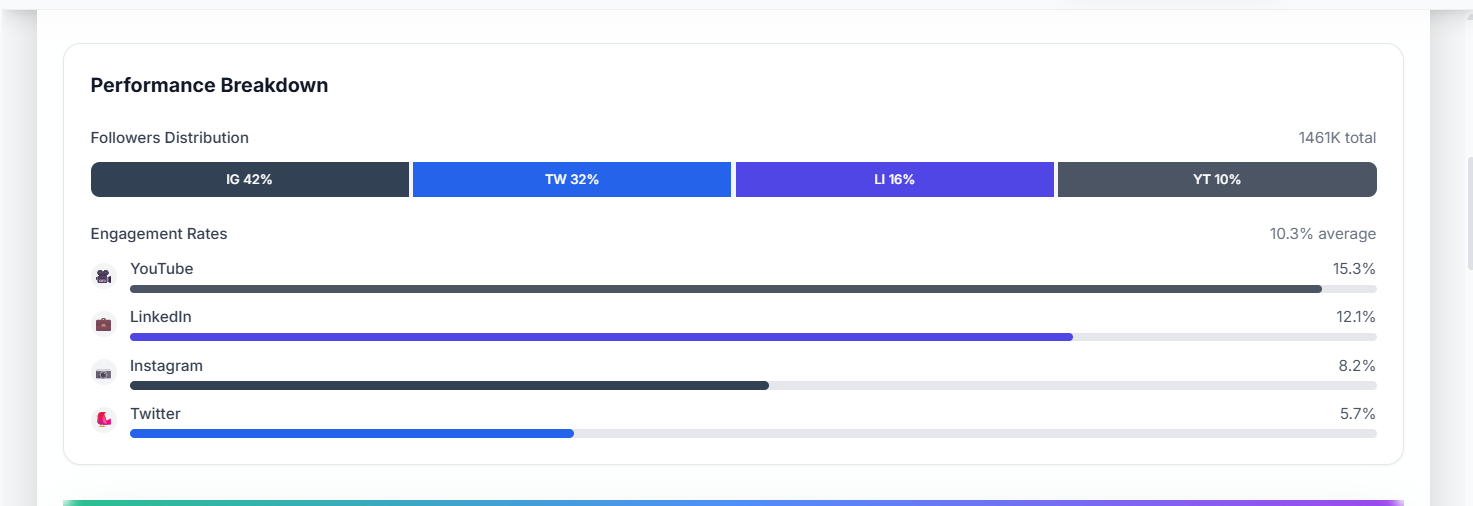 Performance Breakdown
Followers Distribution 1461K total
IG 42% TW 32% LI 16% YT 10%
Engagement Rates 10.3% average
YouTube 15.3%
LinkedIn 12.1%
Instagram 8.2%
Twitter 5.7%